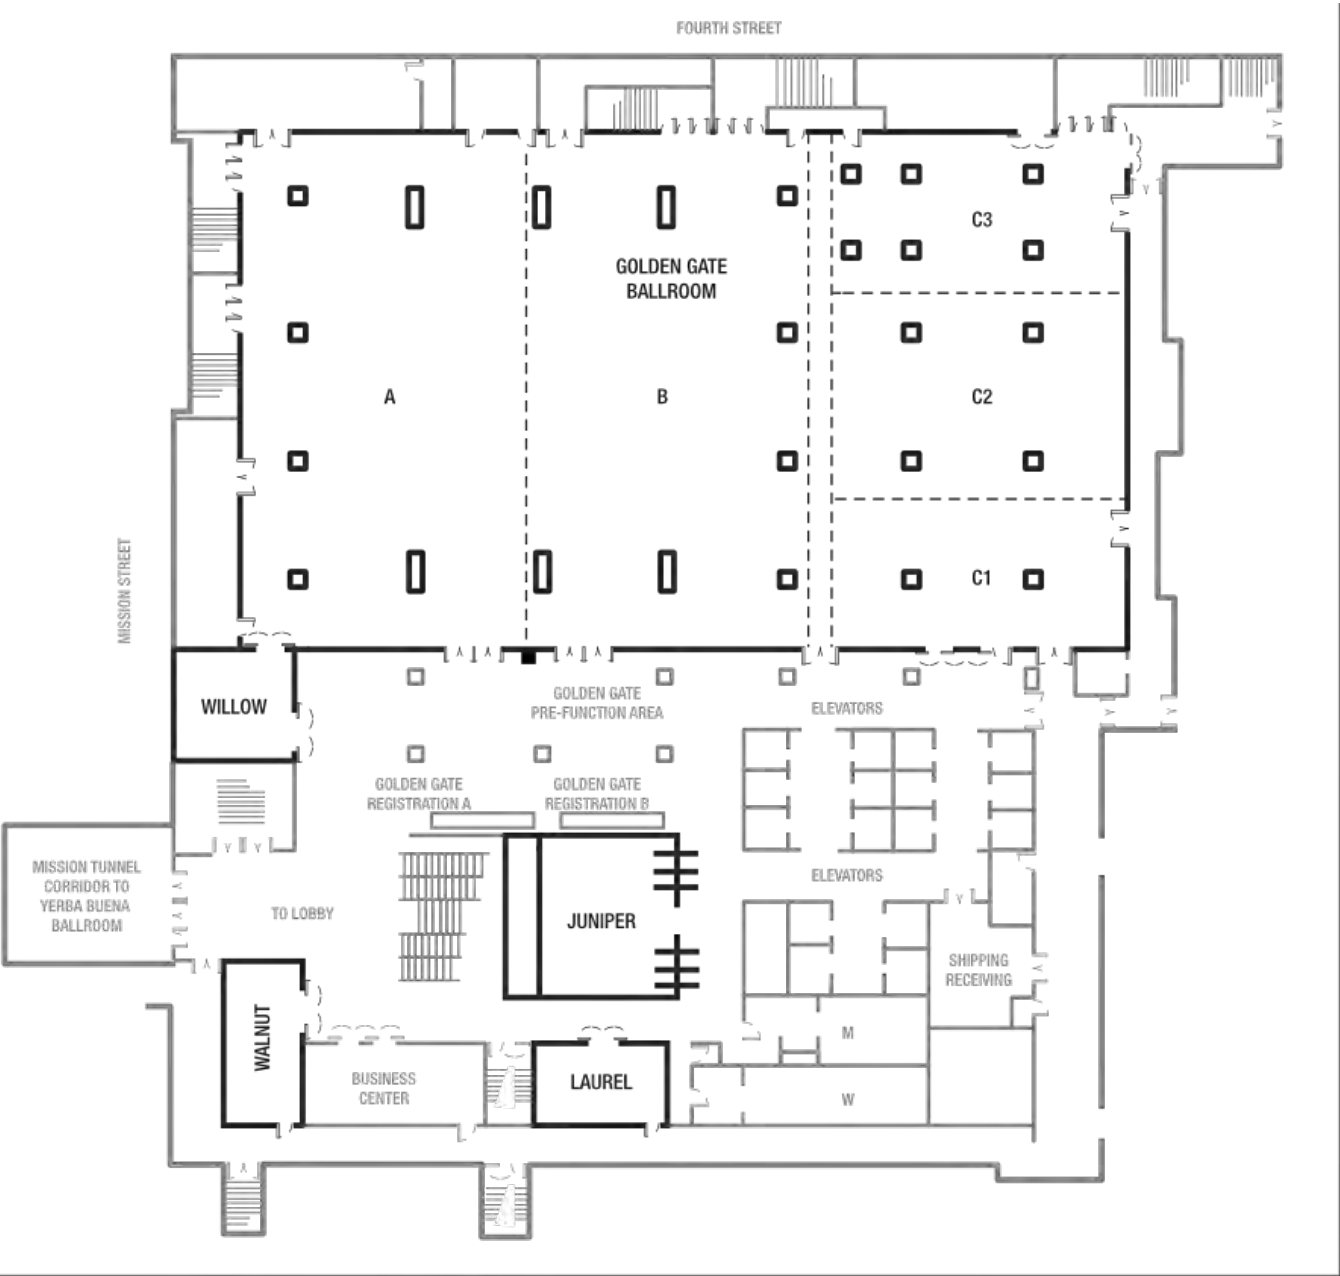 FOURTH STREET
C3
GOLDEN GATE
BALLROOM
A
B
C2
MISSION STREET
C1
WILLOW
GOLDEN GATE
PRE-FUNCTION AREA
ELEVATORS
GOLDEN GATE
REGISTRATION A
GOLDEN GATE
REGISTRATION B
MISSION TUNNEL
CORRIDOR TO
YERBA BUENA
BALLROOM
TO LOBBY
JUNIPER
ELEVATORS
SHIPPING
RECEIVING
WALNUT
BUSINESS
CENTER
LAUREL
M
W